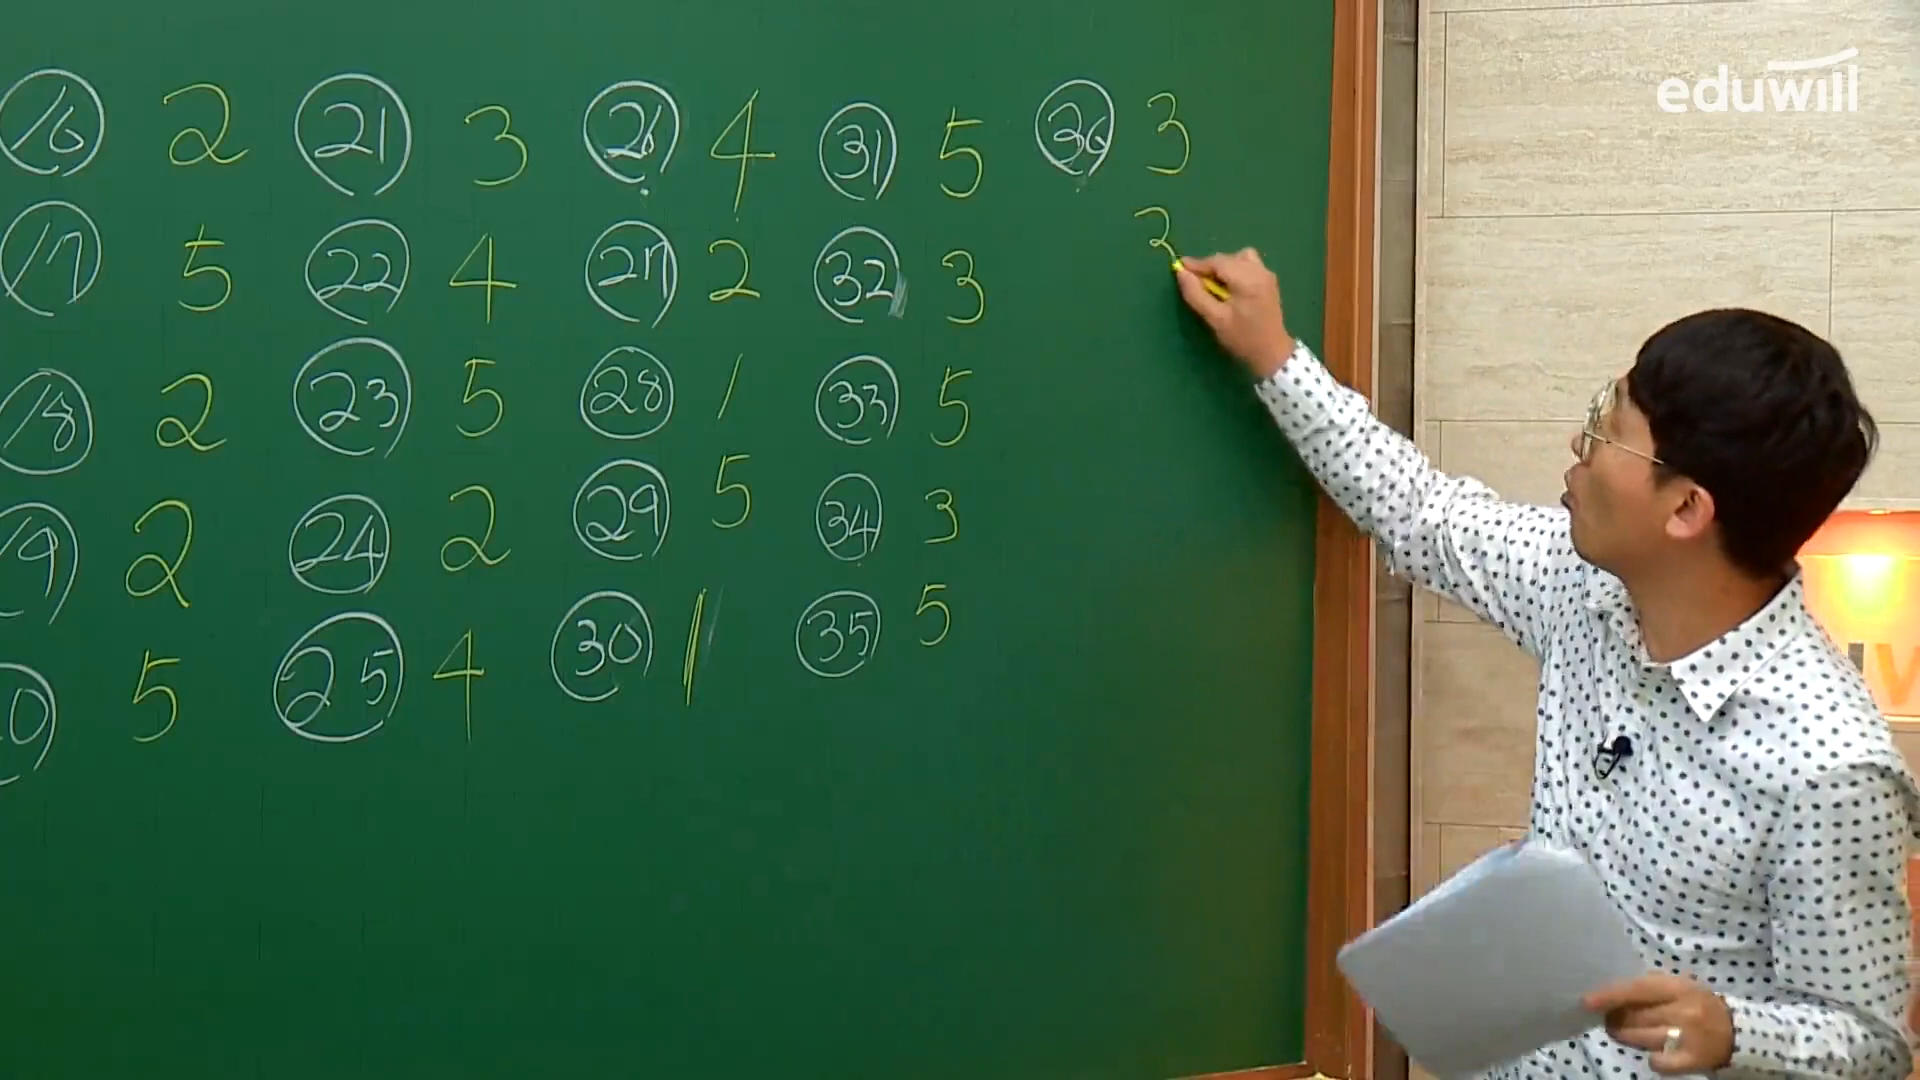 eduwill
⑯ 2 ㉑ 3 ㉖ 4 ㉛ 5 ㊱ 3
⑰ 5 ㉒ 4 ㉗ 2 ㉜ 3 3
⑱ 2 ㉓ 5 ㉘ 1 ㉝ 5
⑲ 2 ㉔ 2 ㉙ 5 ㉞ 3
⑳ 5 ㉕ 4 ㉚ 1 ㉟ 5